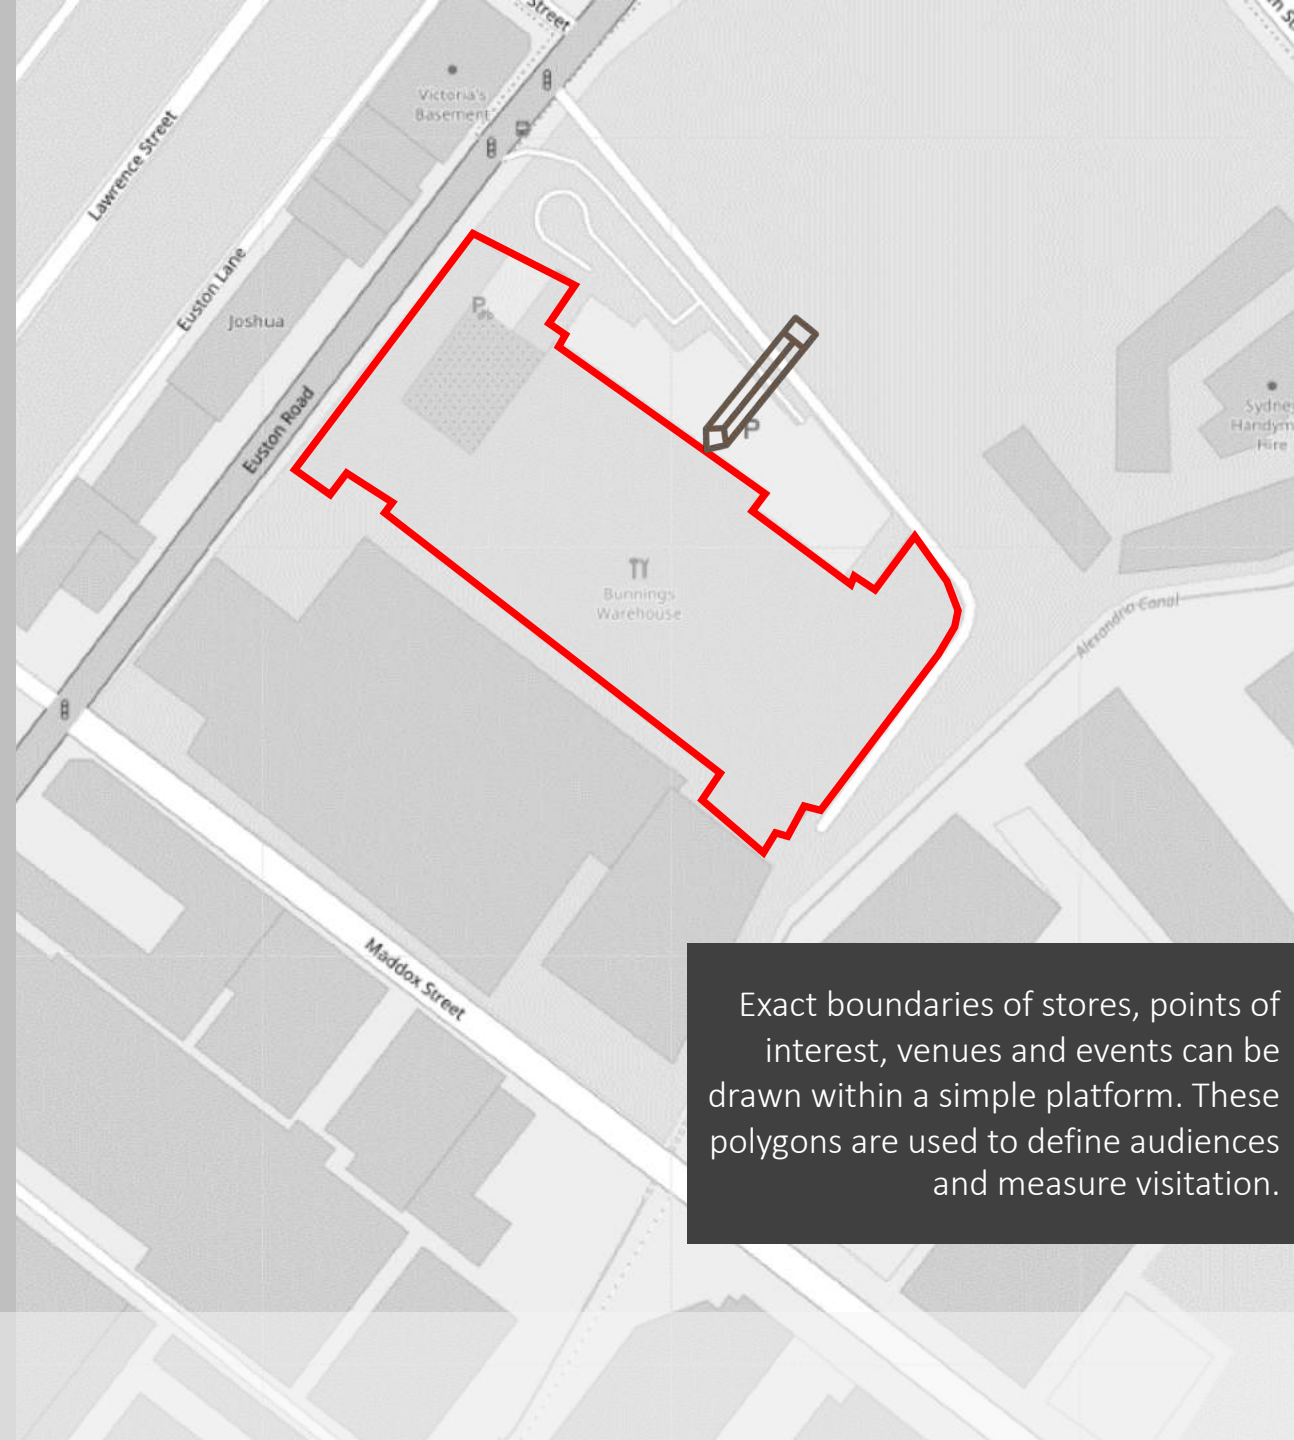 Street
Victoria's
Basement
Lawrence Street
Euston Lane
Joshua
P
Euston Road
P
Sydney
Handym
Hire
Bunnings
Warehouse
Alexandra Canal
Maddox Street
Exact boundaries of stores, points of
interest, venues and events can be
drawn within a simple platform. These
polygons are used to define audiences
and measure visitation.